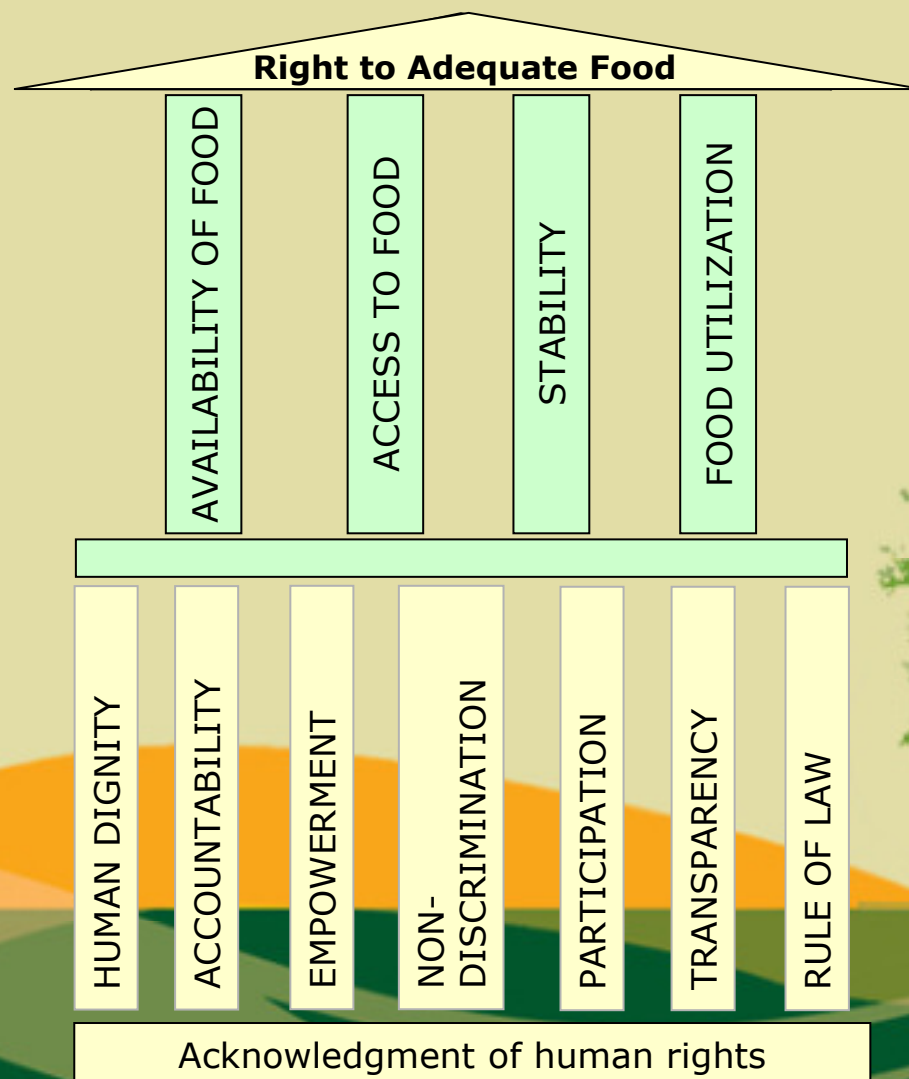 Right to Adequate Food
AVAILABILITY OF FOOD
ACCESS TO FOOD
STABILITY
FOOD UTILIZATION
HUMAN DIGNITY
ACCOUNTABILITY
EMPOWERMENT
NON-
DISCRIMINATION
PARTICIPATION
TRANSPARENCY
RULE OF LAW
Acknowledgment of human rights